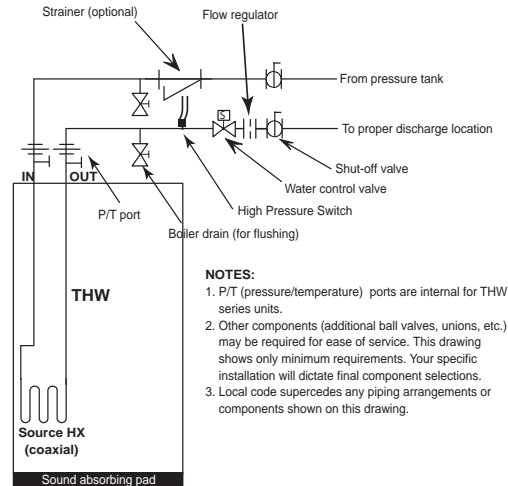 Strainer (optional)
Flow regulator
From pressure tank
S
To proper discharge location
Shut-off valve
Water control valve
High Pressure Switch
Boiler drain (for flushing)
P/T port
IN
OUT
THW
Source HX
(coaxial)
Sound absorbing pad
NOTES:
1. P/T (pressure/temperature) ports are internal for THW
series units.
2. Other components (additional ball valves, unions, etc.)
may be required for ease of service. This drawing
shows only minimum requirements. Your specific
installation will dictate final component selections.
3. Local code supercedes any piping arrangements or
components shown on this drawing.